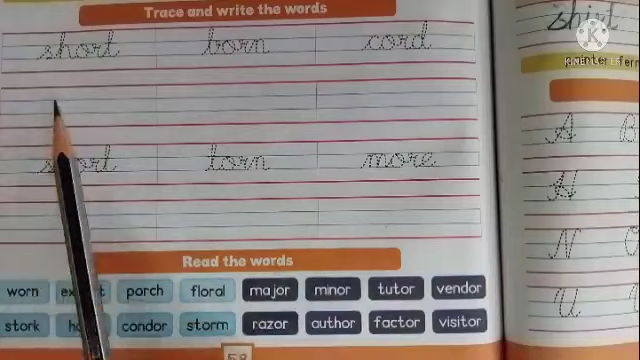 Trace and write the words
short born cord
torn more
Read the words
worn porch floral major minor tutor vendor
stork condor storm razor author factor visitor
58
shirt
A
H
N
U